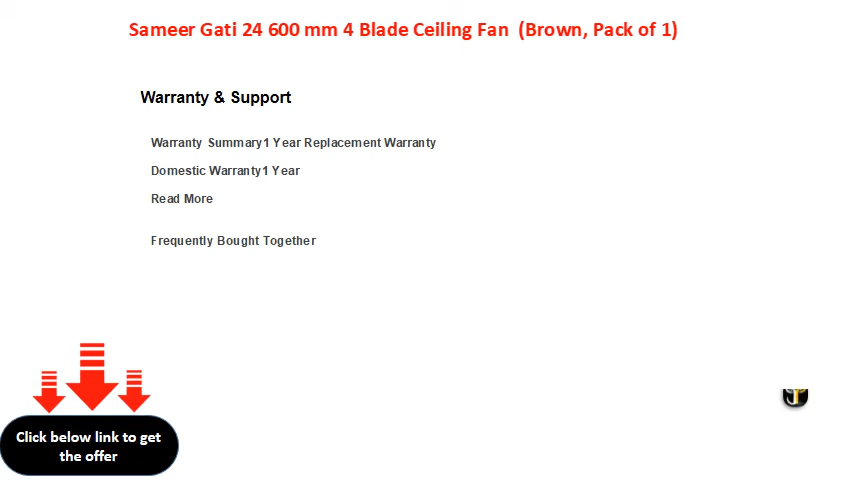 Sameer Gati 24 600 mm 4 Blade Ceiling Fan (Brown, Pack of 1)
Warranty & Support
Warranty Summary1 Year Replacement Warranty
Domestic Warranty1 Year
Read More
Frequently Bought Together
Click below link to get
the offer